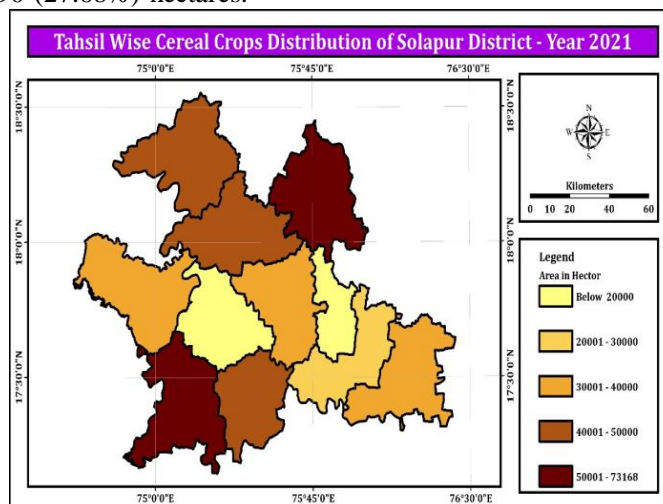 (27.88%) hectares.
Tahsil Wise Cereal Crops Distribution of Solapur District - Year 2021
75°0'0"E 75°45'0"E 76°30'0"E
18°30'0"N 18°30'0"N
N
W E
S
Kilometers
0 10 20 40 60
18°0'0"N 18°0'0"N
Legend
Area in Hector
Below 20000
20001 - 30000
30001 - 40000
40001 - 50000
50001 - 73168
17°30'0"N 17°30'0"N
75°0'0"E 75°45'0"E 76°30'0"E